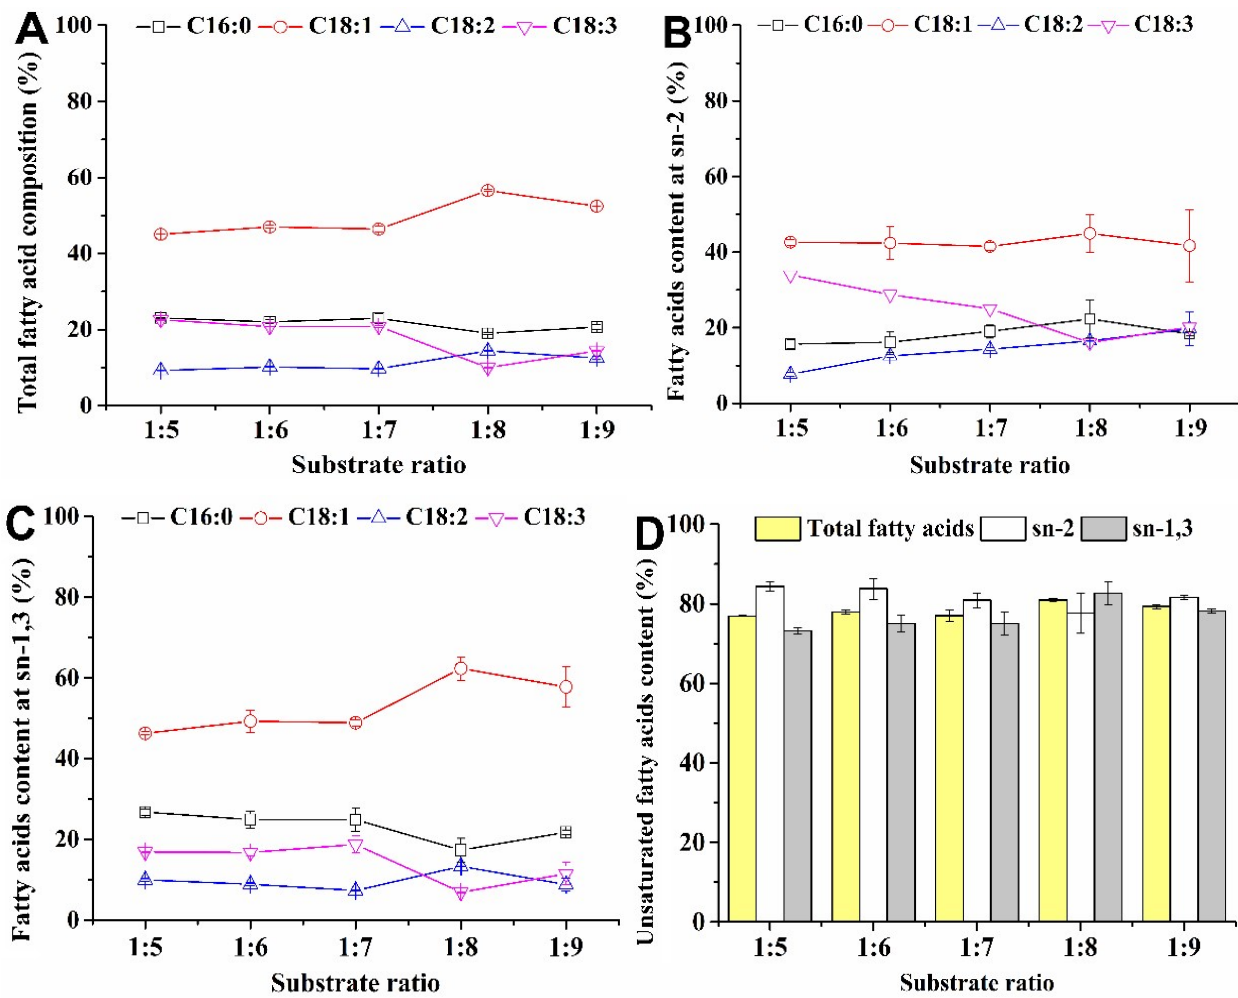 A
C16:0 C18:1 C18:2 C18:3
Total fatty acid composition (%)
100
80
60
40
20
0
1:5 1:6 1:7 1:8 1:9
Substrate ratio
B
C16:0 C18:1 C18:2 C18:3
Fatty acids content at sn-2 (%)
100
80
60
40
20
0
1:5 1:6 1:7 1:8 1:9
Substrate ratio
C
C16:0 C18:1 C18:2 C18:3
Fatty acids content at sn-1,3 (%)
100
80
60
40
20
0
1:5 1:6 1:7 1:8 1:9
Substrate ratio
D
Total fatty acids sn-2 sn-1,3
Unsaturated fatty acids content (%)
100
80
60
40
20
0
1:5 1:6 1:7 1:8 1:9
Substrate ratio